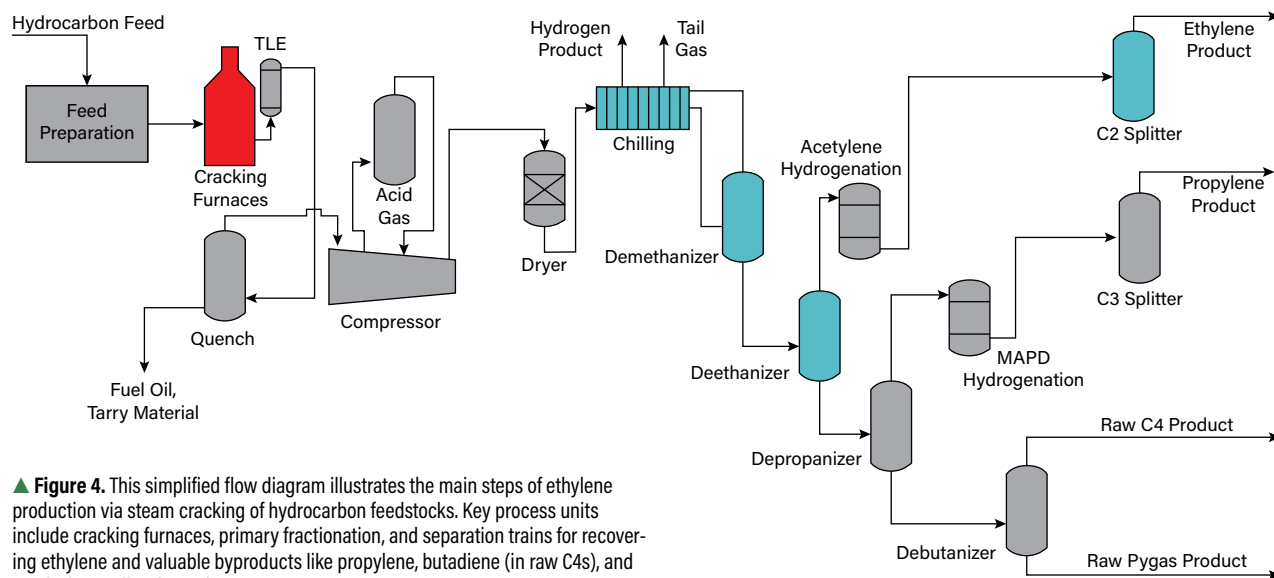 Hydrocarbon Feed
TLE
Feed
Preparation
Cracking
Furnaces
Quench
Fuel Oil,
Tarry Material
Acid
Gas
Compressor
Dryer
Hydrogen
Product
Tail
Gas
Chilling
Demethanizer
Deethanizer
Acetylene
Hydrogenation
Depropanizer
MAPD
Hydrogenation
Debutanizer
Ethylene
Product
C2 Splitter
Propylene
Product
C3 Splitter
Raw C4 Product
Raw Pygas Product
▲ Figure 4. This simplified flow diagram illustrates the main steps of ethylene
production via steam cracking of hydrocarbon feedstocks. Key process units
include cracking furnaces, primary fractionation, and separation trains for recover-
ing ethylene and valuable byproducts like propylene, butadiene (in raw C4s), and